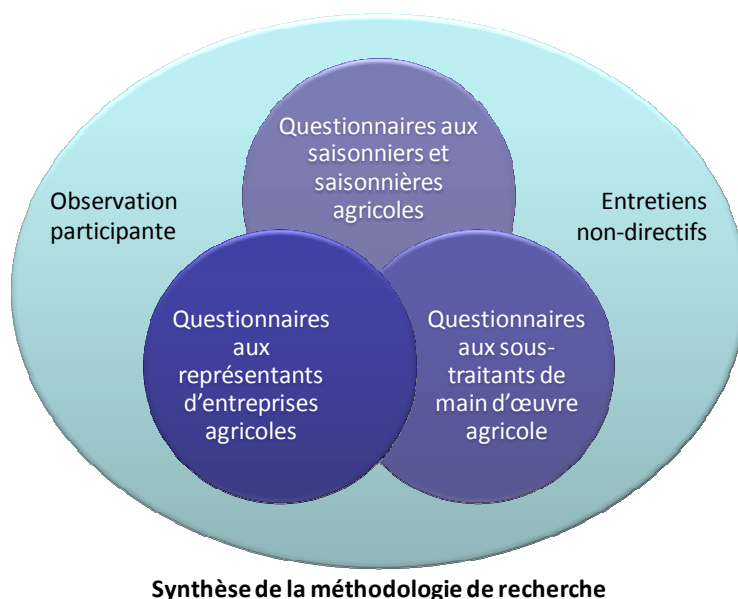 Questionnaires aux
saisonniers et
saisonnières
agricoles
Observation
participante
Entretiens
non-directifs
Questionnaires
aux
représentants
d'entreprises
agricoles
Questionnaires
aux sous-
traitants de
main d'œuvre
agricole
Synthèse de la méthodologie de recherche